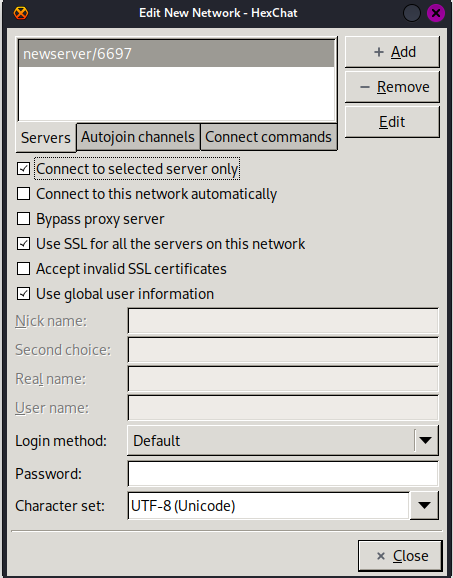 Edit New Network - HexChat
newserver/6697
+ Add
− Remove
Edit
Servers Autojoin channels Connect commands
Connect to selected server only
Connect to this network automatically
Bypass proxy server
Use SSL for all the servers on this network
Accept invalid SSL certificates
Use global user information
Nick name:
Second choice:
Real name:
User name:
Login method: Default
Password:
Character set: UTF-8 (Unicode)
× Close